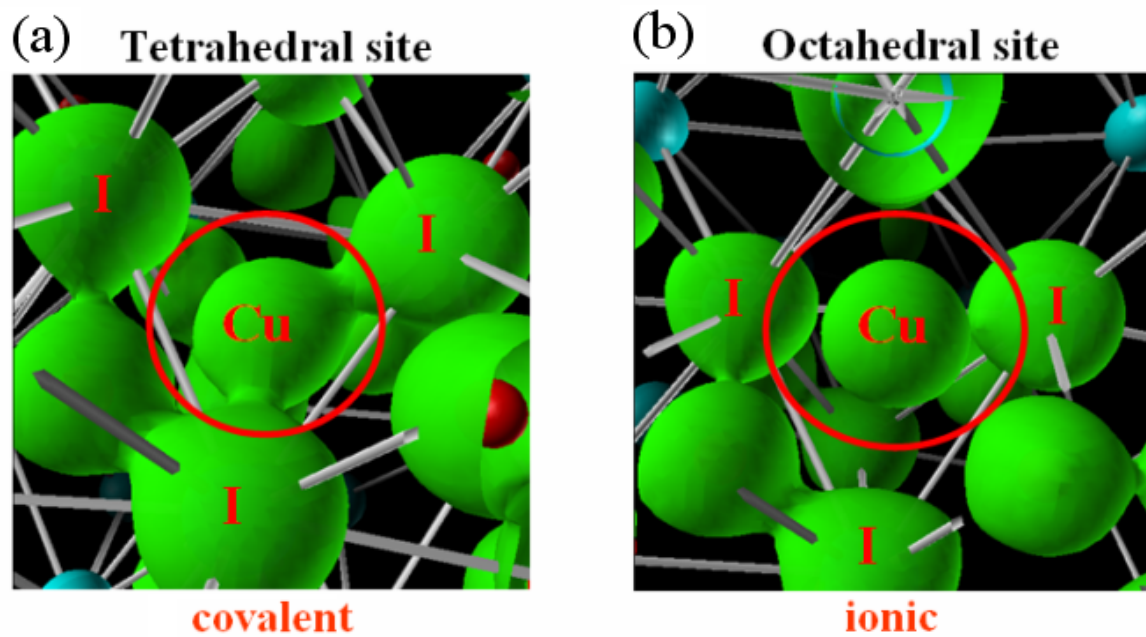 (a)
Tetrahedral site
I
I
Cu
I
covalent
(b)
Octahedral site
I
Cu
I
I
ionic